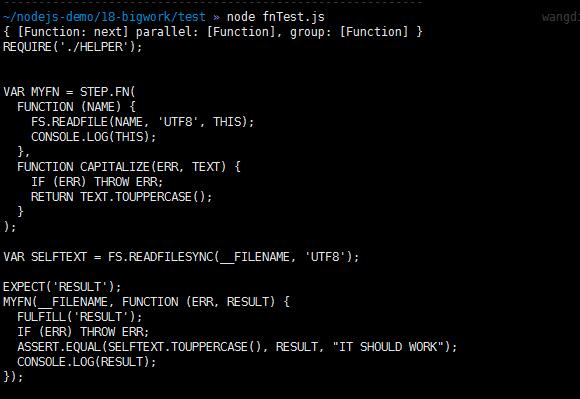 ~/nodejs-demo/18-bigwork/test » node fnTest.js wangdi
{ [Function: next] parallel: [Function], group: [Function] }
REQUIRE('./HELPER');
VAR MYFN = STEP.FN(
  FUNCTION (NAME) {
    FS.READFILE(NAME, 'UTF8', THIS);
    CONSOLE.LOG(THIS);
  },
  FUNCTION CAPITALIZE(ERR, TEXT) {
    IF (ERR) THROW ERR;
    RETURN TEXT.TOUPPERCASE();
  }
);
VAR SELFTEXT = FS.READFILESYNC(__FILENAME, 'UTF8');
EXPECT('RESULT');
MYFN(__FILENAME, FUNCTION (ERR, RESULT) {
  FULFILL('RESULT');
  IF (ERR) THROW ERR;
  ASSERT.EQUAL(SELFTEXT.TOUPPERCASE(), RESULT, "IT SHOULD WORK");
  CONSOLE.LOG(RESULT);
});